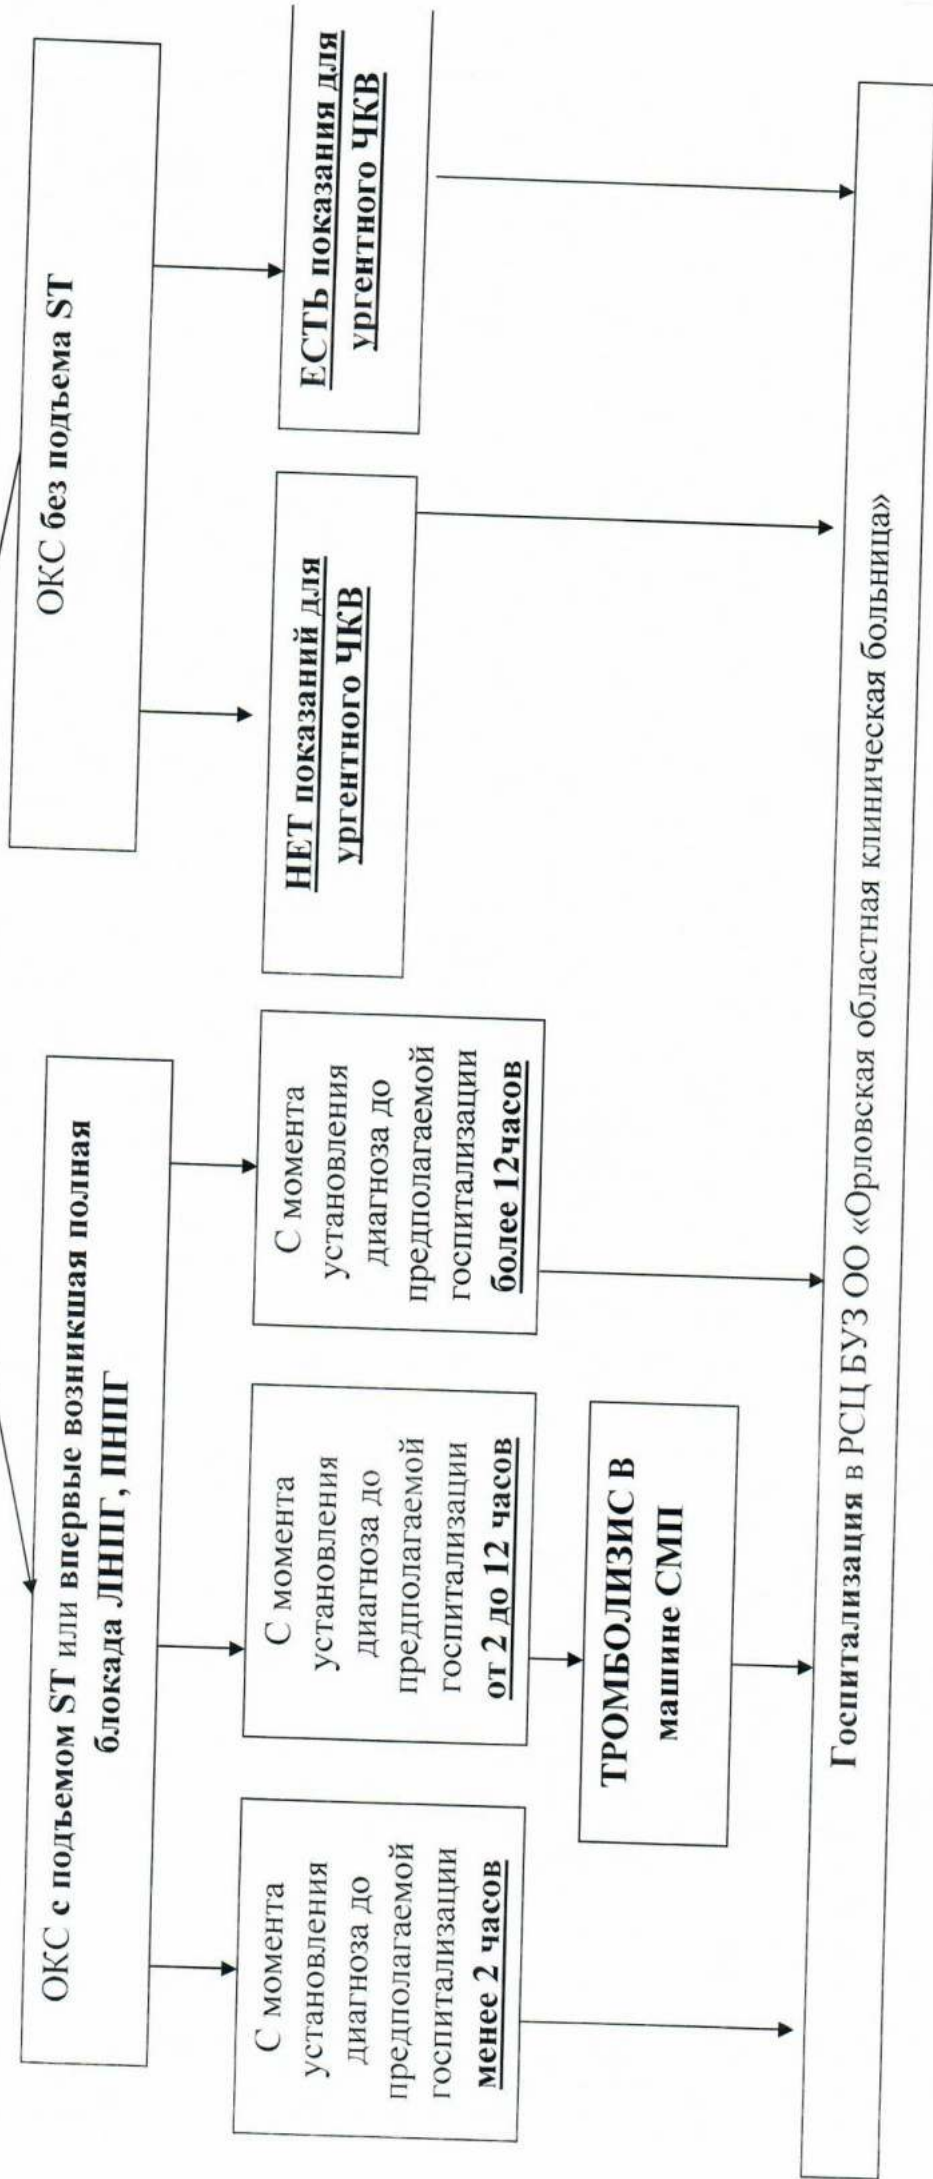 ОКС с подъемом ST или впервые возникшая полная
блокада ЛНПГ, ПНПГ
ОКС без подъема ST
С момента
установления
диагноза до
предполагаемой
госпитализации
менее 2 часов
С момента
установления
диагноза до
предполагаемой
госпитализации
от 2 до 12 часов
С момента
установления
диагноза до
предполагаемой
госпитализации
более 12часов
НЕТ показаний для
ургентного ЧКВ
ЕСТЬ показания для
ургентного ЧКВ
ТРОМБОЛИЗИС В
машине СМП
Госпитализация в РСЦ БУЗ ОО «Орловская областная клиническая больница»